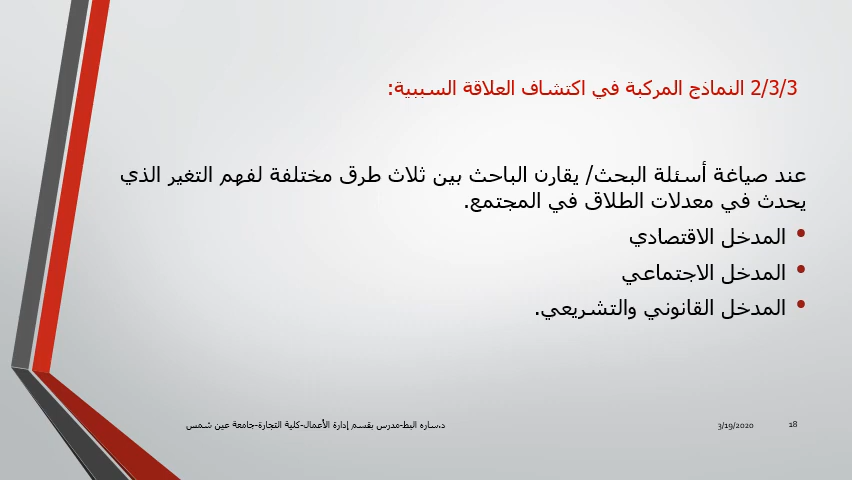 2/3/3 النماذج المركبة في اكتشاف العلاقة السببية:
عند صياغة أسئلة البحث/ يقارن الباحث بين ثلاث طرق مختلفة لفهم التغير الذي
يحدث في معدلات الطلاق في المجتمع.
• المدخل الاقتصادي
• المدخل الاجتماعي
• المدخل القانوني والتشريعي.
18
3/19/2020
د.ساره البط-مدرس بقسم إدارة الأعمال-كلية التجارة-جامعة عين شمس